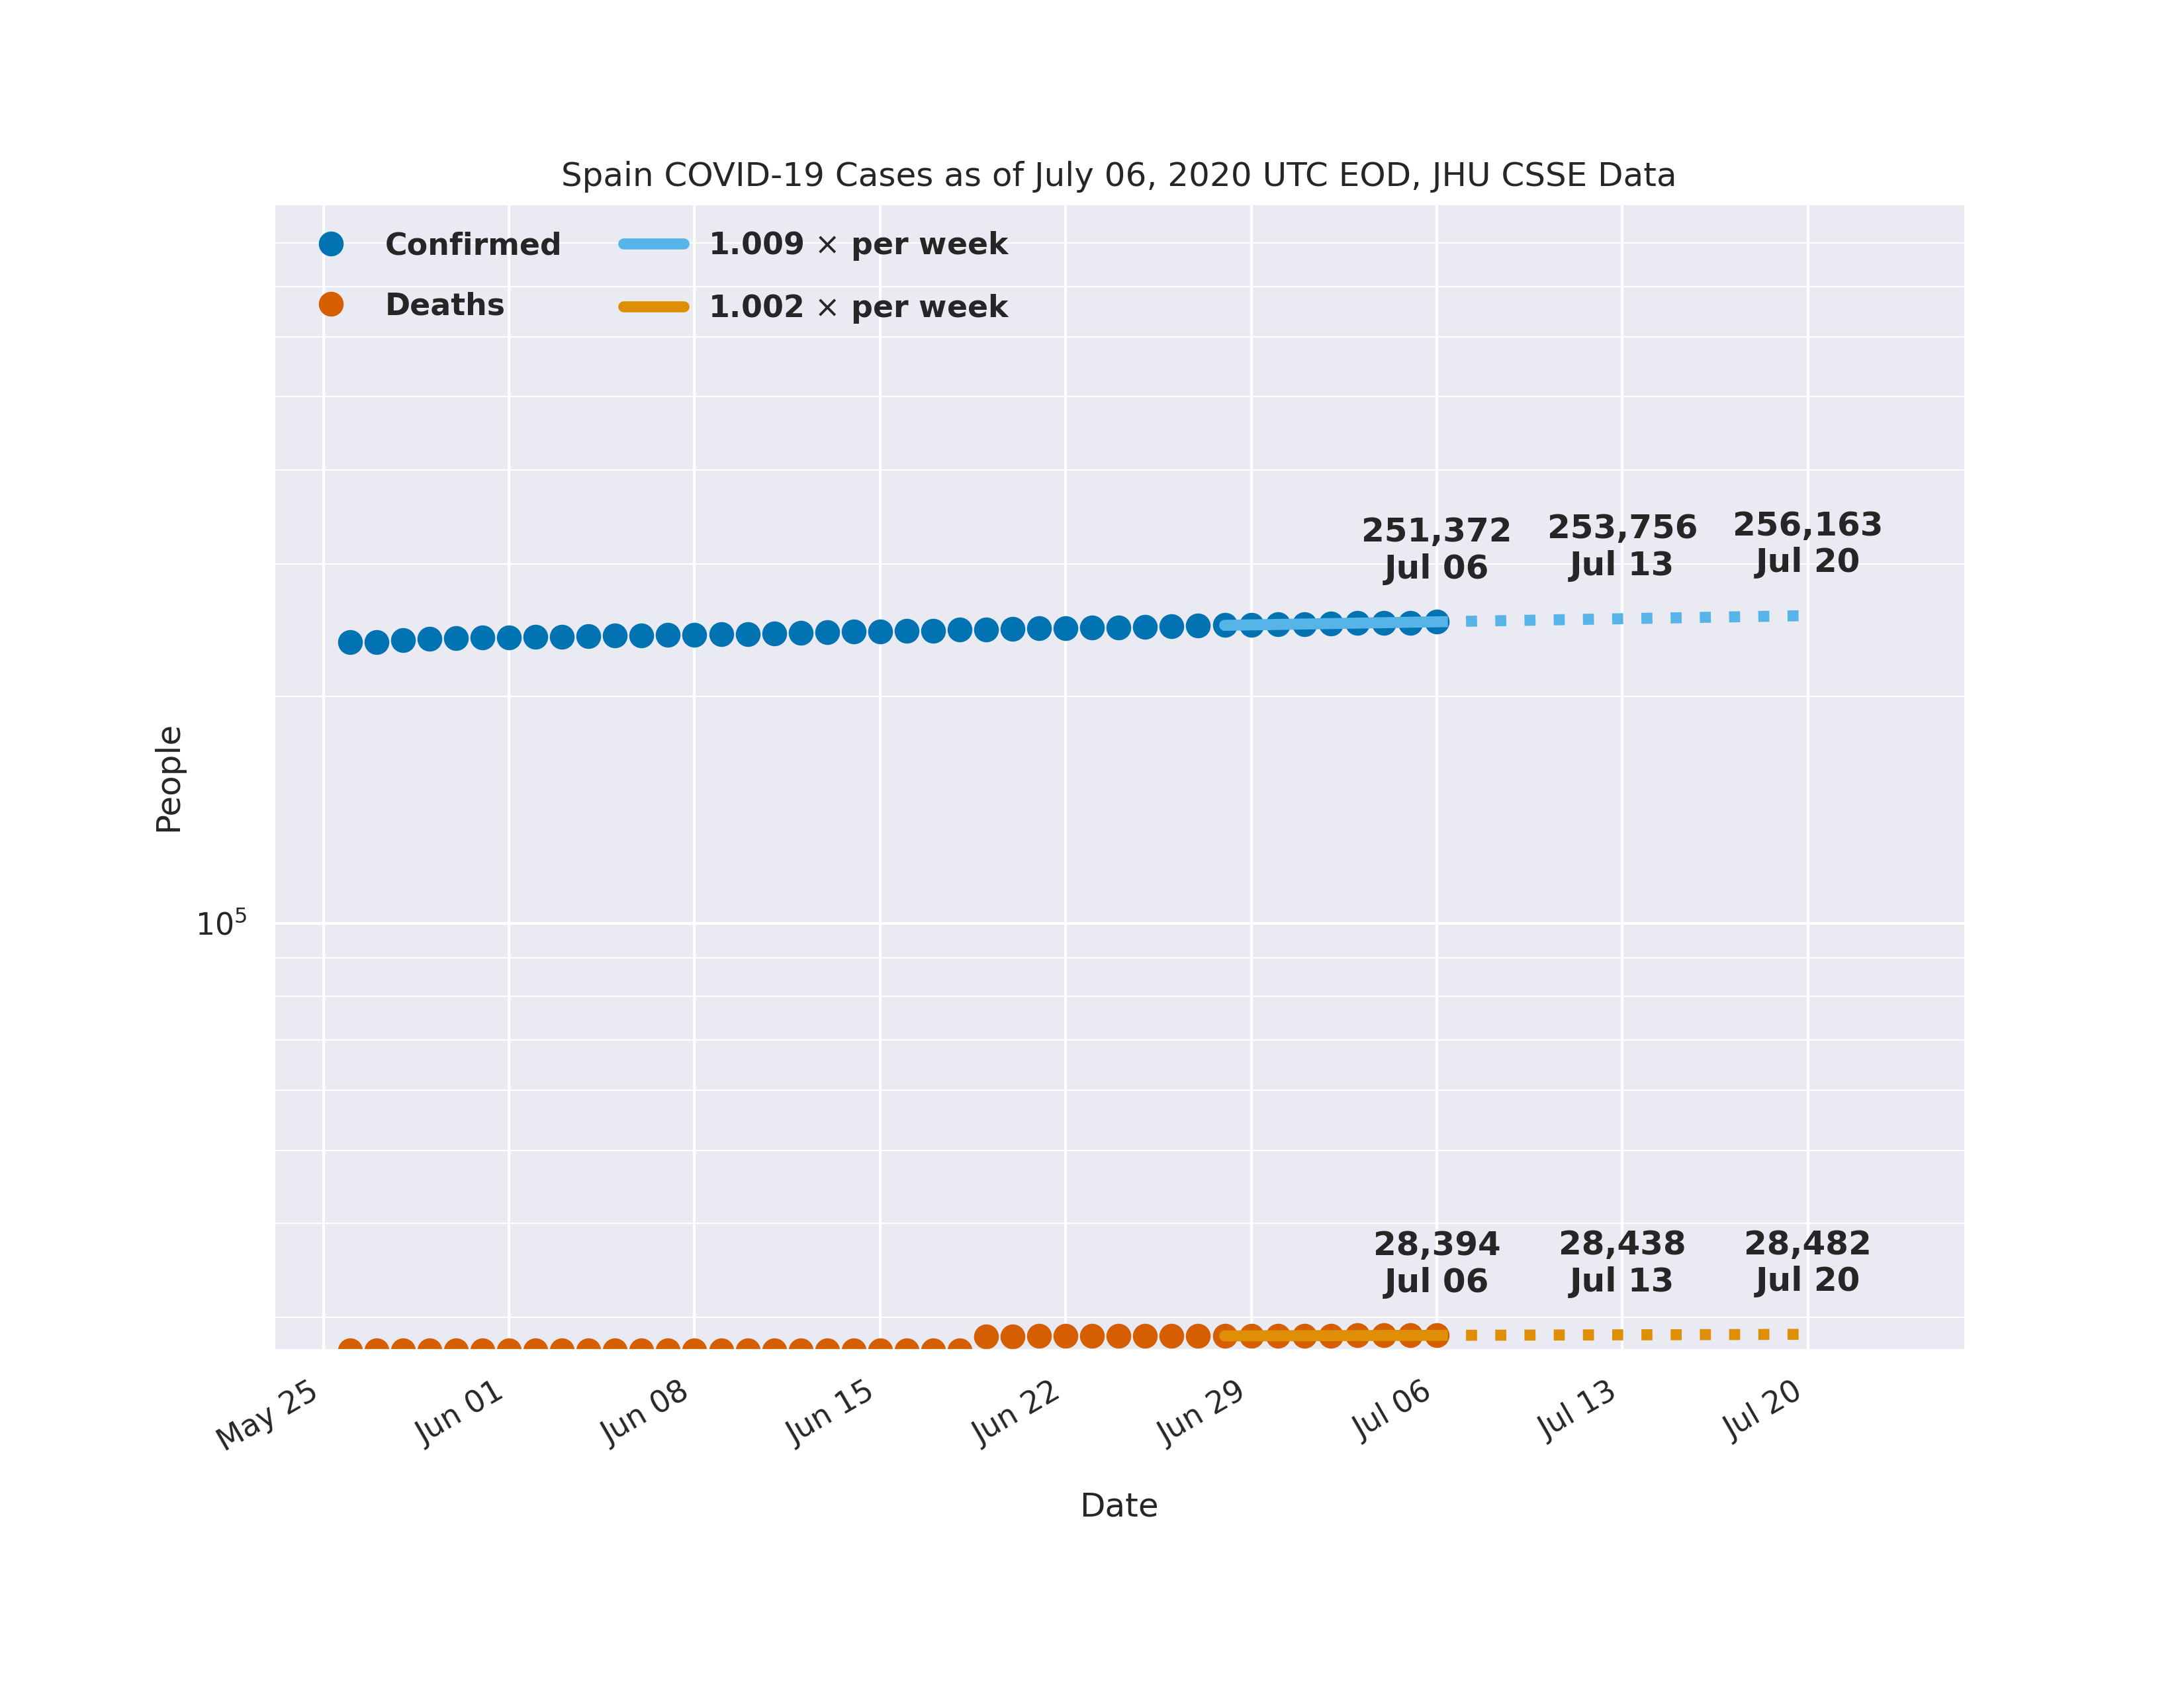 Spain COVID-19 Cases as of July 06, 2020 UTC EOD, JHU CSSE Data
Confirmed
Deaths
1.009 × per week
1.002 × per week
251,372
Jul 06
253,756
Jul 13
256,163
Jul 20
People
10⁵
28,394
Jul 06
28,438
Jul 13
28,482
Jul 20
May 25
Jun 01
Jun 08
Jun 15
Jun 22
Jun 29
Jul 06
Jul 13
Jul 20
Date